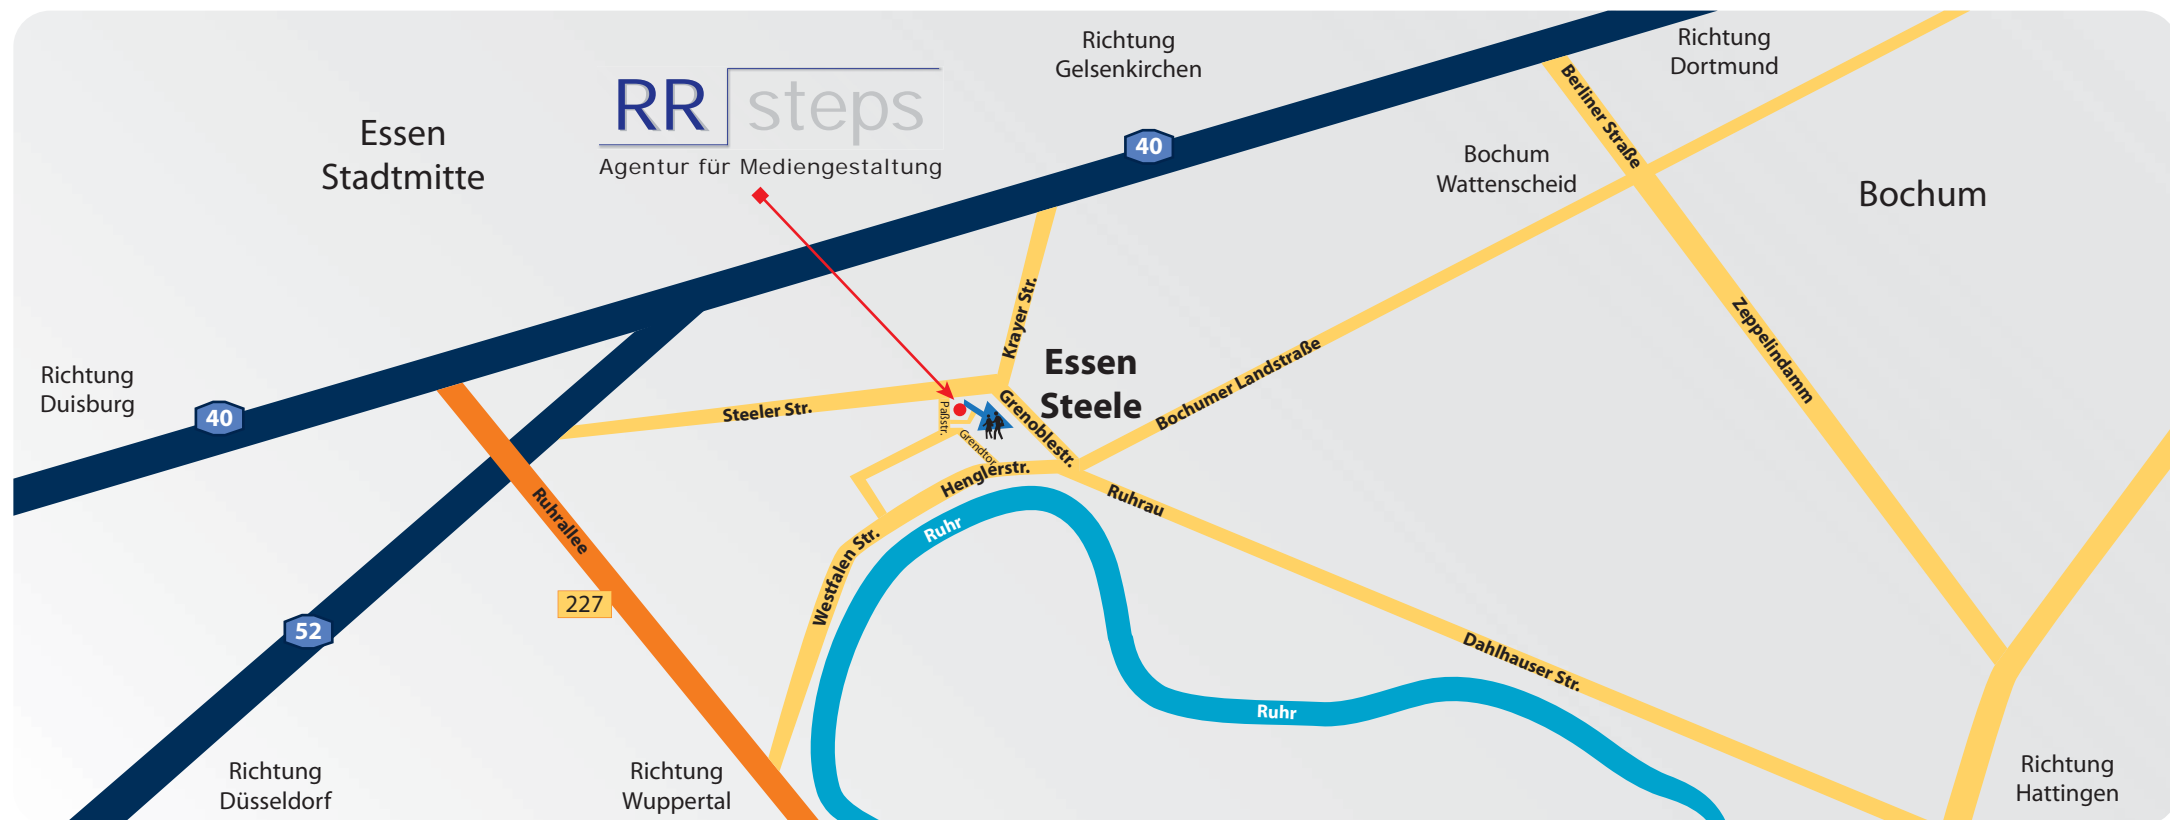 Richtung
Gelsenkirchen
Richtung
Dortmund
RR steps
Agentur für Mediengestaltung
Essen
Stadtmitte
40
Berliner Straße
Bochum
Wattenscheid
Bochum
Krayer Str.
Zeppelindamm
Essen
Steele
Richtung
Duisburg
40
Steeler Str.
Paßstr.
Grendtor
Grenoblestr.
Bochumer Landstraße
Henglerstr.
Ruhrau
Ruhrallee
Ruhr
Westfalen Str.
227
52
Dahlhauser Str.
Ruhr
Richtung
Düsseldorf
Richtung
Wuppertal
Richtung
Hattingen